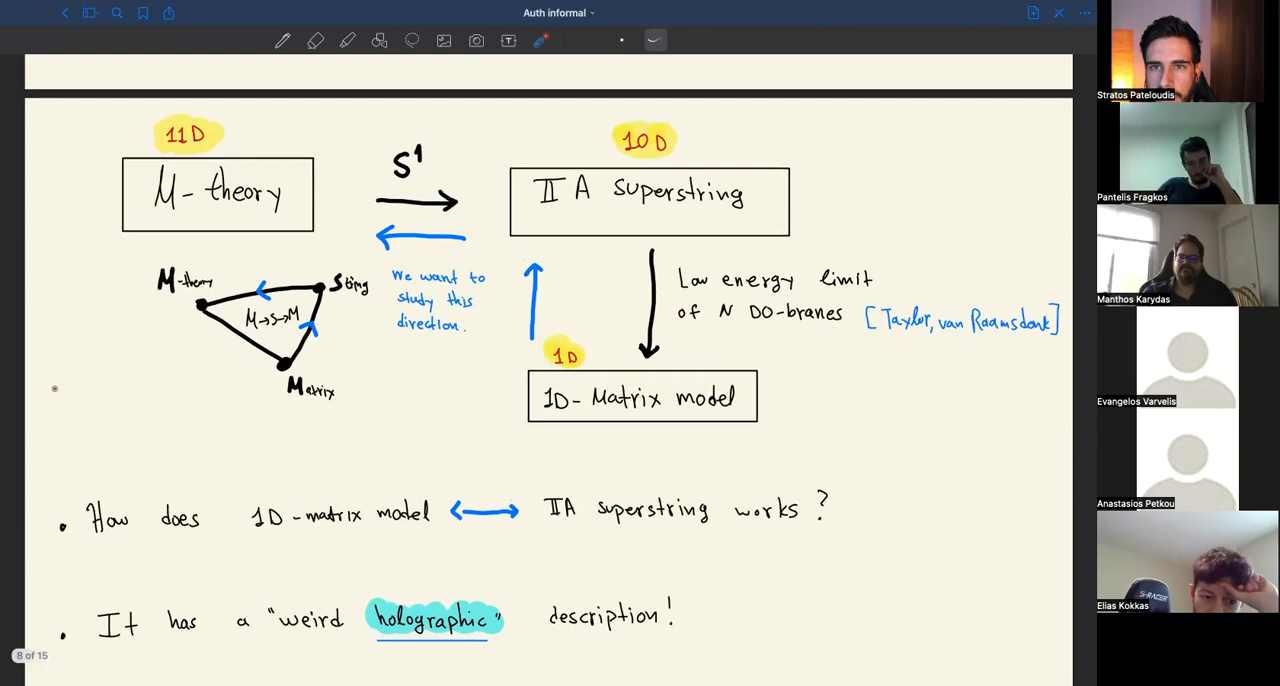 Auth informal
11D
M-theory
S¹
10D
II A superstring
We want to
study this
direction.
M-theory
String
M→S→M
Matrix
Low energy limit
of N D0-branes [Taylor, van Raamsdonk]
1D
1D-Matrix model
• How does 1D-matrix model ↔ IIA superstring works?
• It has a "weird holographic" description!
8 of 15
Stratos Pateloudis
Pantelis Fragkos
Manthos Karydas
Evangelos Varvelis
Anastasios Petkou
S-RACER
Elias Kokkas